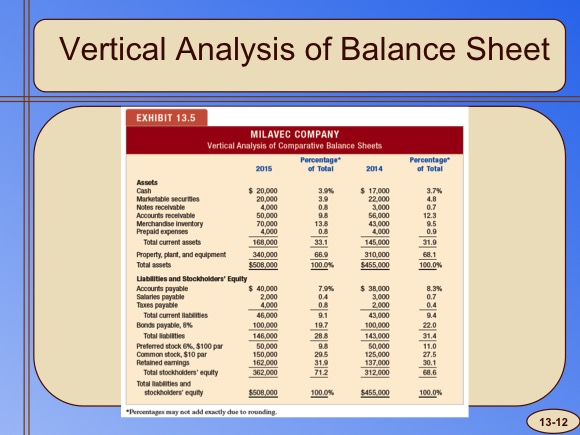 Vertical Analysis of Balance Sheet
EXHIBIT 13.5
MILAVEC COMPANY
Vertical Analysis of Comparative Balance Sheets
Percentage* Percentage*
2015 of Total 2014 of Total
Assets
Cash $ 20,000 3.9% $ 17,000 3.7%
Marketable securities 20,000 3.9 22,000 4.8
Notes receivable 4,000 0.8 3,000 0.7
Accounts receivable 50,000 9.8 56,000 12.3
Merchandise inventory 70,000 13.8 43,000 9.5
Prepaid expenses 4,000 0.8 4,000 0.9
Total current assets 168,000 33.1 145,000 31.9
Property, plant, and equipment 340,000 66.9 310,000 68.1
Total assets $508,000 100.0% $455,000 100.0%
Liabilities and Stockholders' Equity
Accounts payable $ 40,000 7.9% $ 38,000 8.3%
Salaries payable 2,000 0.4 3,000 0.7
Taxes payable 4,000 0.8 2,000 0.4
Total current liabilities 46,000 9.1 43,000 9.4
Bonds payable, 8% 100,000 19.7 100,000 22.0
Total liabilities 146,000 28.8 143,000 31.4
Preferred stock 6%, $100 par 50,000 9.8 50,000 11.0
Common stock, $10 par 150,000 29.5 125,000 27.5
Retained earnings 162,000 31.9 137,000 30.1
Total stockholders' equity 362,000 71.2 312,000 68.6
Total liabilities and
stockholders' equity $508,000 100.0% $455,000 100.0%
*Percentages may not add exactly due to rounding.
13-12